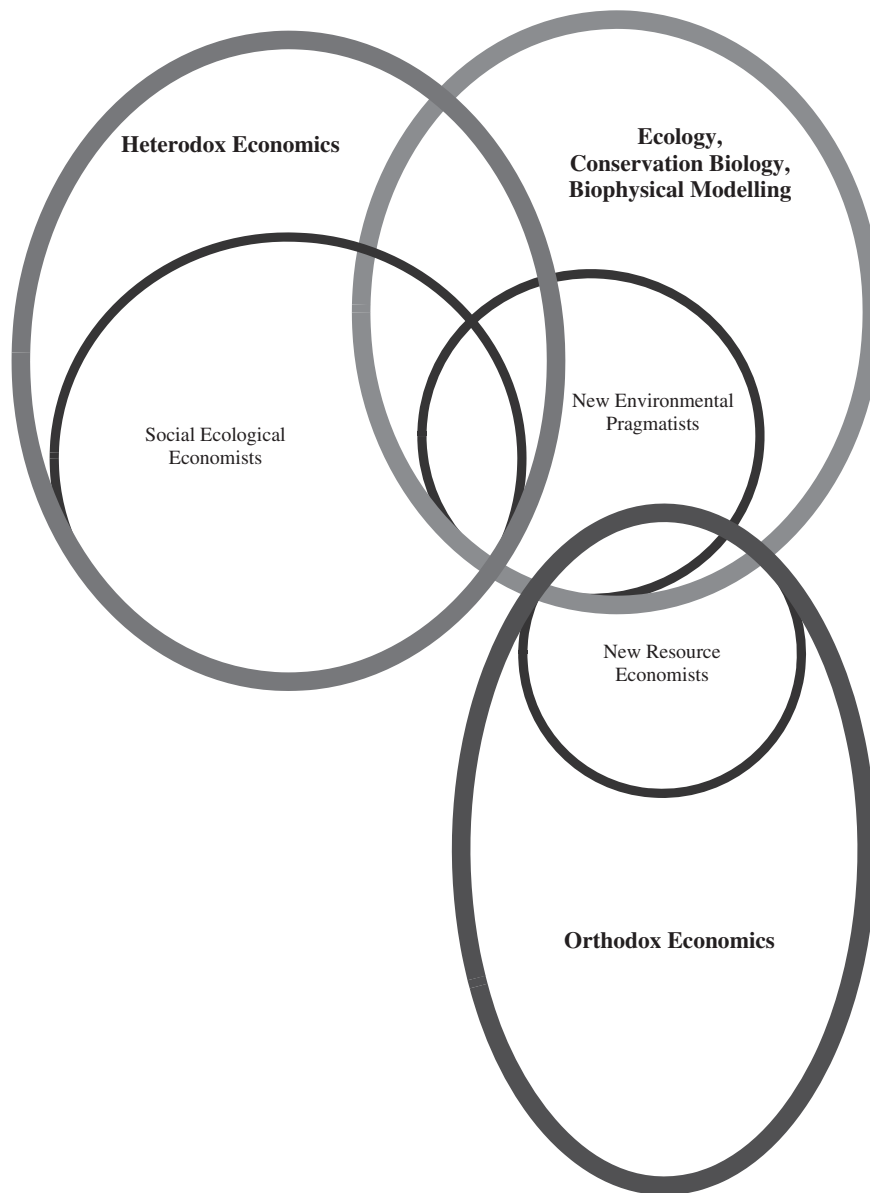 Heterodox Economics
Ecology,
Conservation Biology,
Biophysical Modelling
New Environmental
Pragmatists
Social Ecological
Economists
New Resource
Economists
Orthodox Economics